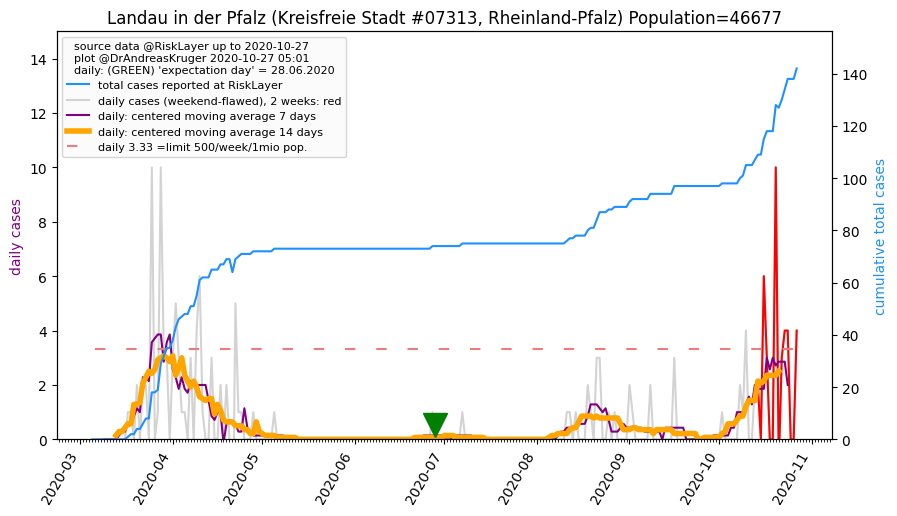 Landau in der Pfalz (Kreisfreie Stadt #07313, Rheinland-Pfalz) Population=46677
source data @RiskLayer up to 2020-10-27
plot @DrAndreasKruger 2020-10-27 05:01
daily: (GREEN) 'expectation day' = 28.06.2020
total cases reported at RiskLayer
daily cases (weekend-flawed), 2 weeks: red
daily: centered moving average 7 days
daily: centered moving average 14 days
daily 3.33 =limit 500/week/1mio pop.
daily cases
14
12
10
8
6
4
2
0
cumulative total cases
140
120
100
80
60
40
20
0
2020-03
2020-04
2020-05
2020-06
2020-07
2020-08
2020-09
2020-10
2020-11